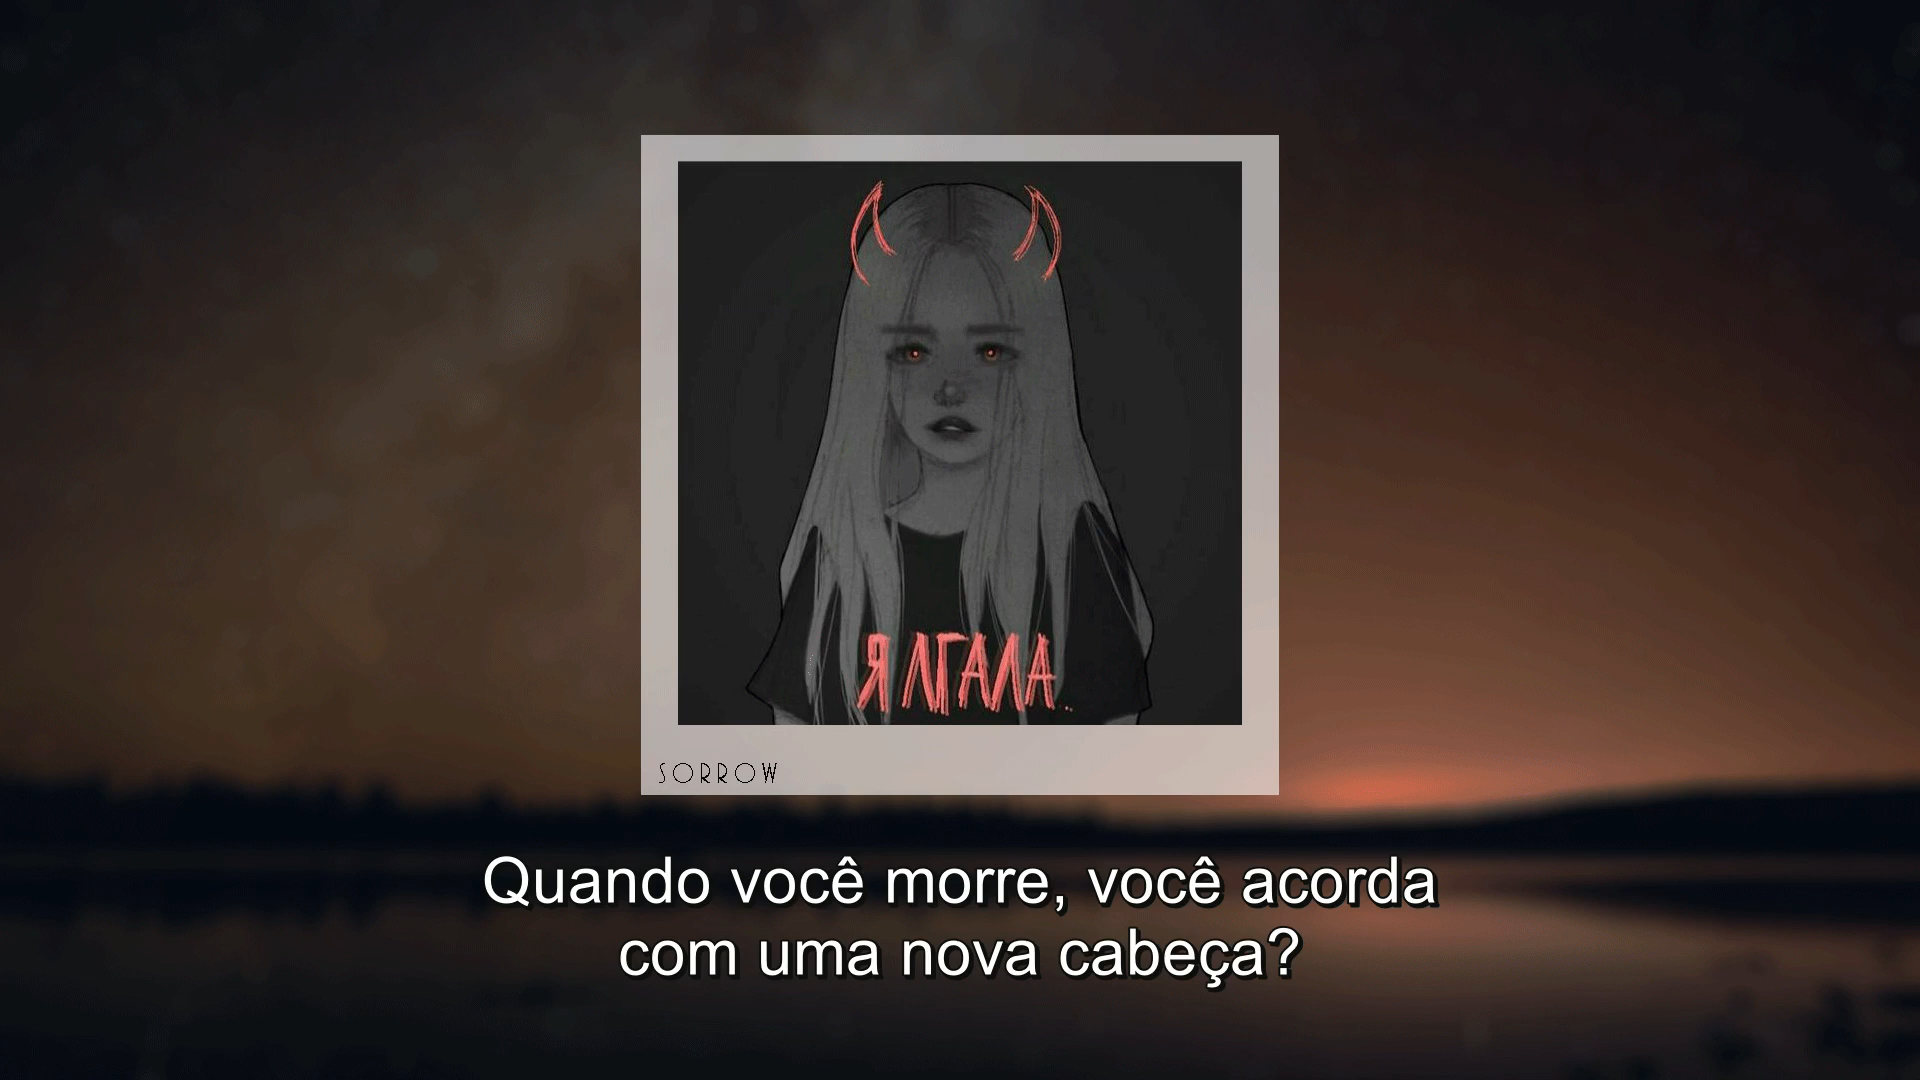 Я ЛГАЛА..
SORROW
Quando você morre, você acorda
com uma nova cabeça?